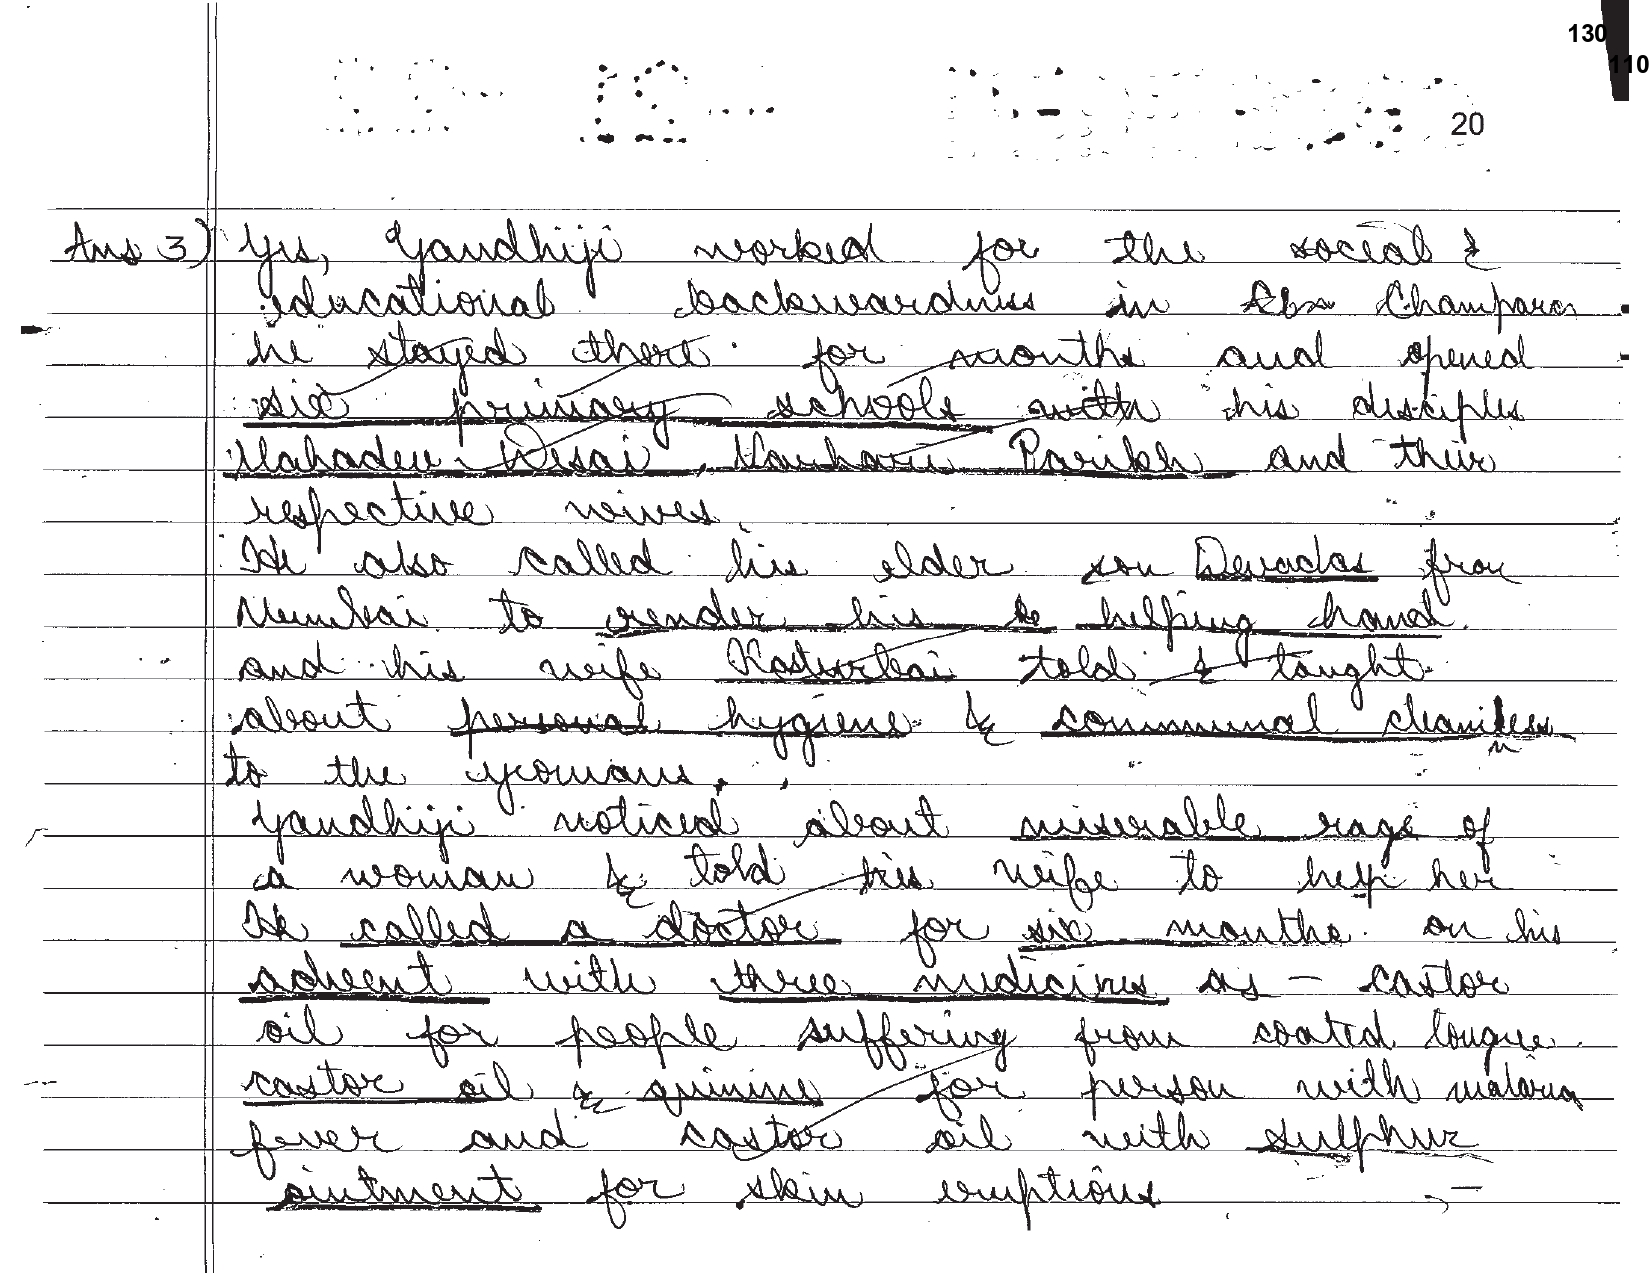 130
110
20
Ans 3) Yes, Gandhiji worked for the social &
educational backwardness in Champaran
he stayed there for months and opened
six primary schools with his disciples
Mahadev Desai, Narhari Parikh and their
respective wives.
He also called his elder son Devadas from
Mumbai to render his helping hand.
and his wife Kasturbai told & taught
about personal hygiene & communal cleanliness
to the yeomans.
Gandhiji noticed about miserable rags of
a woman & told his wife to help her
He called a doctor for six months on his
advent with three medicines as – castor
oil for people suffering from coated tongue
castor oil & quinine for person with malaria
fever and castor oil with sulphur
ointment for skin eruptions